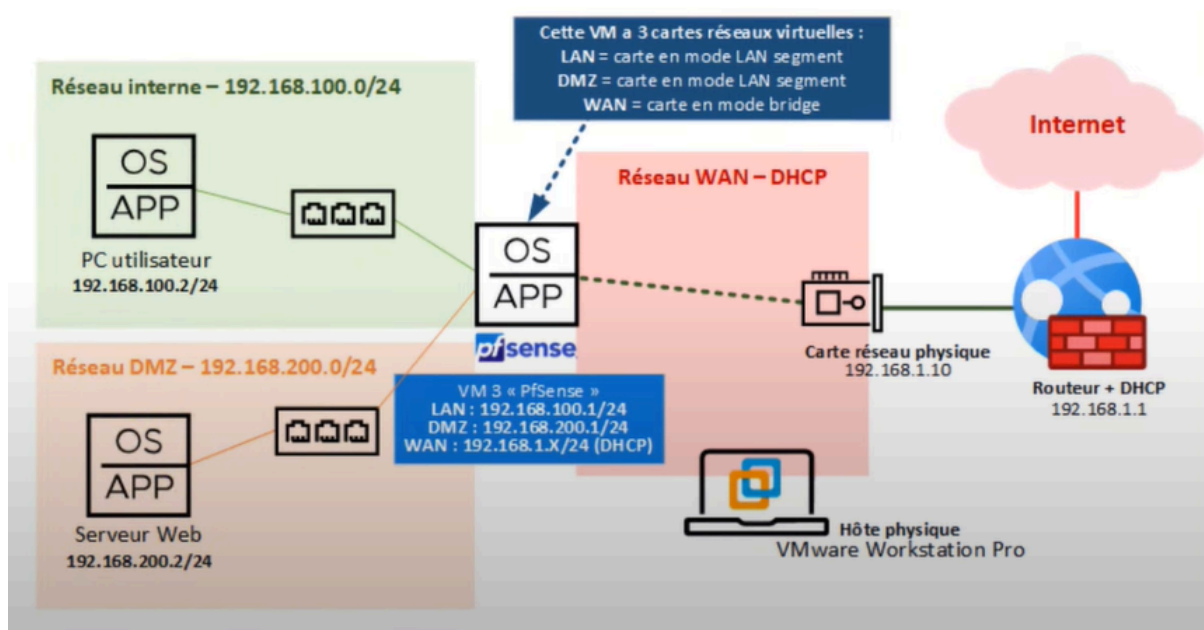 Cette VM a 3 cartes réseaux virtuelles :
LAN = carte en mode LAN segment
DMZ = carte en mode LAN segment
WAN = carte en mode bridge
Réseau interne – 192.168.100.0/24
OS
APP
PC utilisateur
192.168.100.2/24
Réseau WAN – DHCP
Internet
OS
APP
pfsense
Carte réseau physique
192.168.1.10
Routeur + DHCP
192.168.1.1
Réseau DMZ – 192.168.200.0/24
VM 3 « PfSense »
LAN : 192.168.100.1/24
DMZ : 192.168.200.1/24
WAN : 192.168.1.X/24 (DHCP)
OS
APP
Serveur Web
192.168.200.2/24
Hôte physique
VMware Workstation Pro